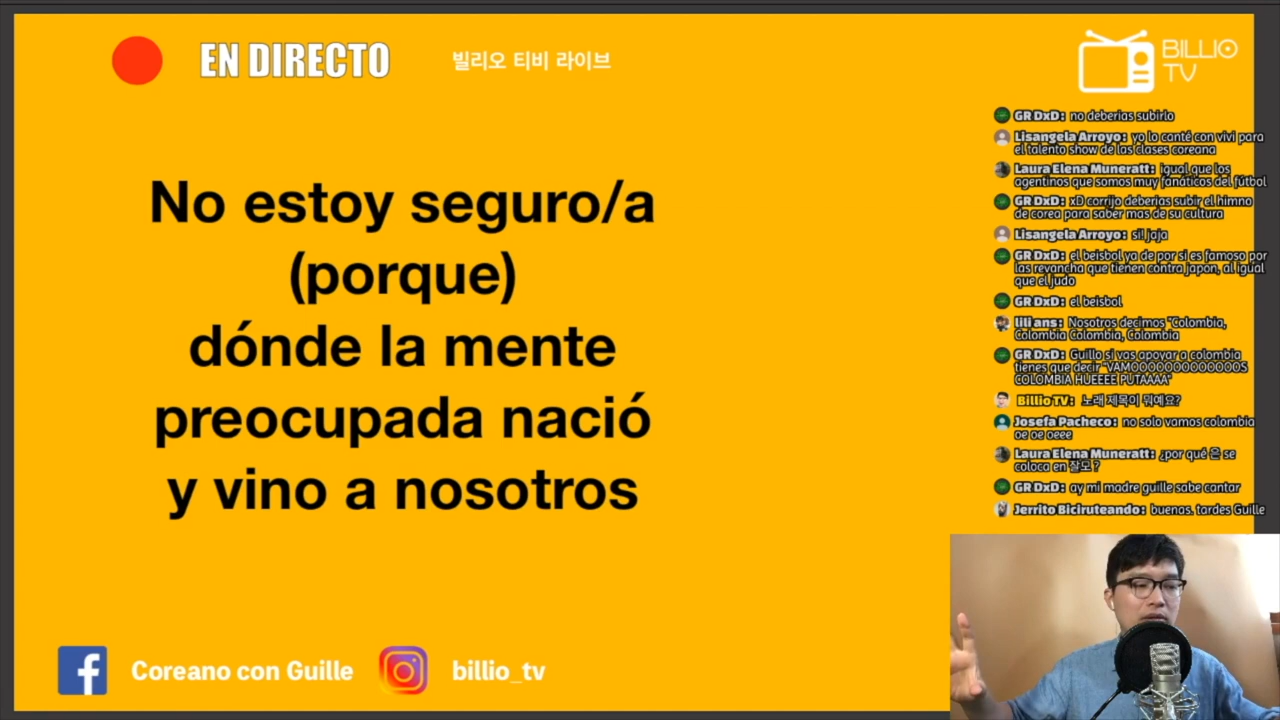 EN DIRECTO
빌리오 티비 라이브
BILLIO
TV
No estoy seguro/a
(porque)
dónde la mente
preocupada nació
y vino a nosotros
GR DxD: no deberias subirlo
Lisangela Arroyo: yo lo canté con vivi para
el talento show de las clases coreana
Laura Elena Muneratt: igual que los
agentinos que somos muy fánáticos del fútbol
GR DxD: xD corrijo deberias subir el himno
de corea para saber mas de su cultura
Lisangela Arroyo: si! jaja
GR DxD: el beisbol ya de por si es famoso por
las revancha que tienen contra japon, al igual
que el judo
GR DxD: el beisbol
lili ans: Nosotros decimos "Colombia,
Colombia Colombia, Colombia
GR DxD: Guillo si vas apoyar a colombia
tienes que decir "VAMOOOOOOOOOOOOS
COLOMBIA HUEEEE PUTAAAA"
Billio TV: 노래 제목이 뭐예요?
Josefa Pacheco: no solo vamos colombia
oe oe oeee
Laura Elena Muneratt: ¿por qué 은 se
coloca en 잘모 ?
GR DxD: ay mi madre guille sabe cantar
Jerrito Biciruteando: buenas. tardes Guille
Coreano con Guille
billio_tv